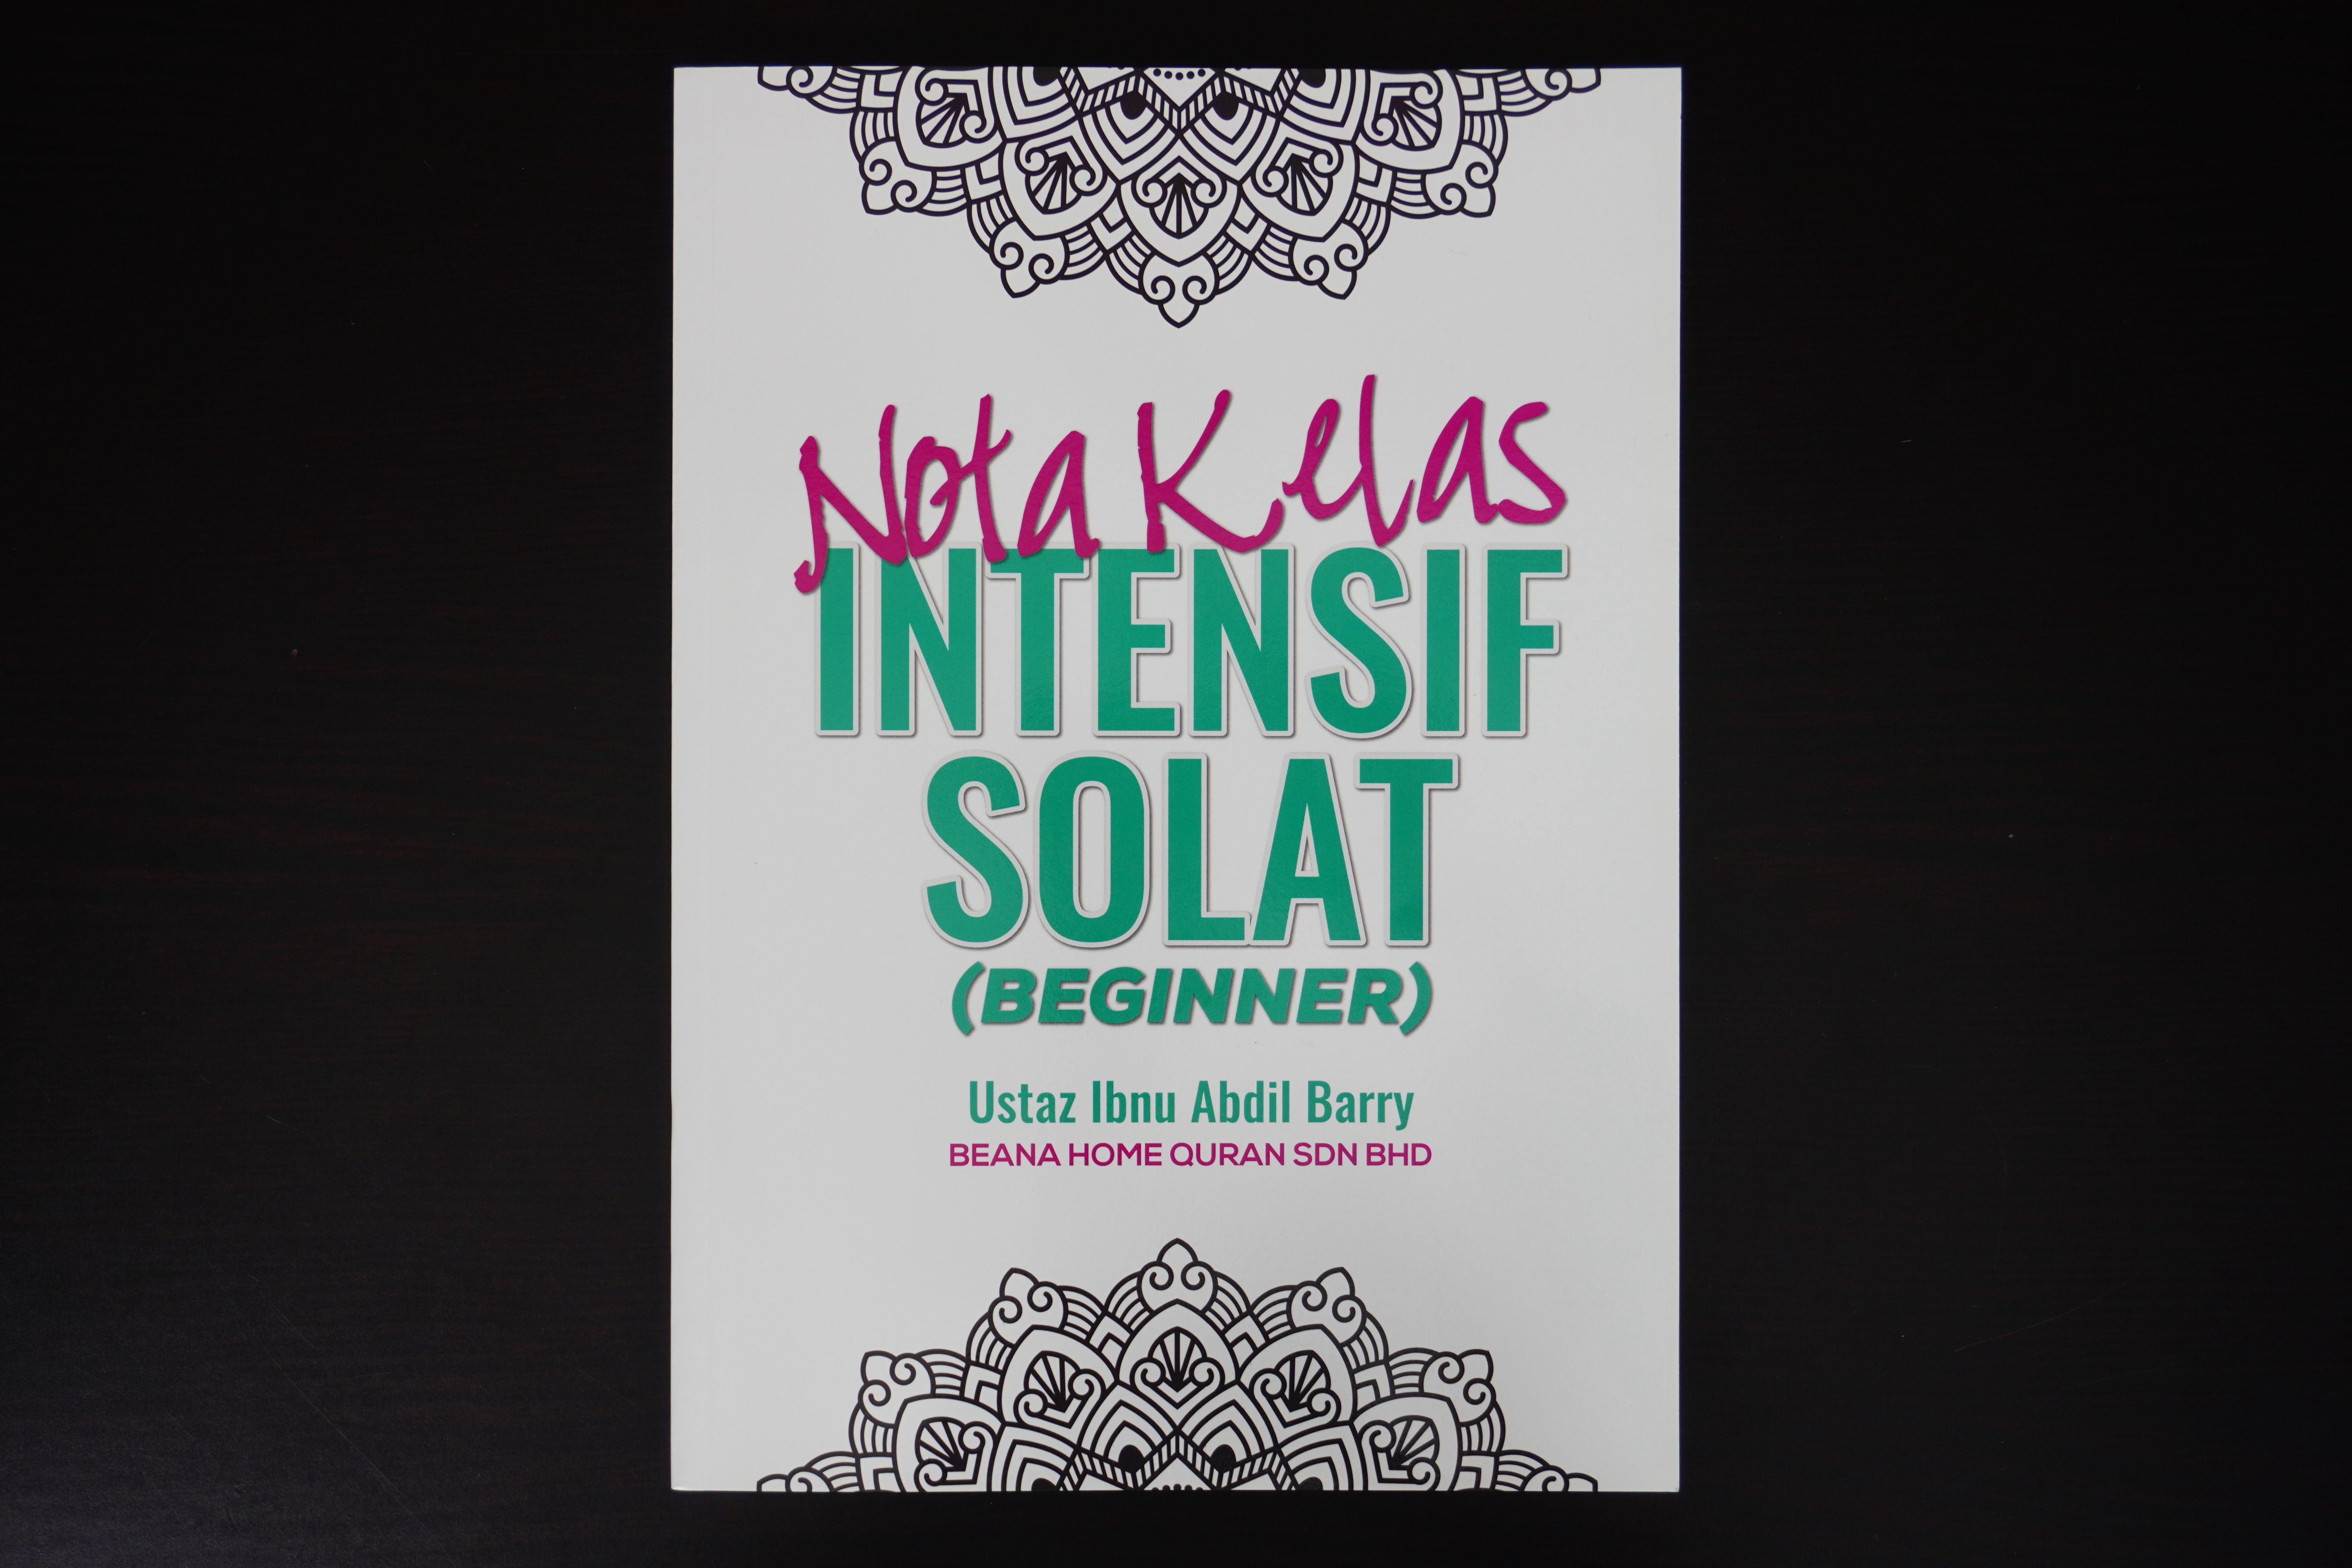 Nota Kelas
INTENSIF
SOLAT
(BEGINNER)
Ustaz Ibnu Abdil Barry
BEANA HOME QURAN SDN BHD